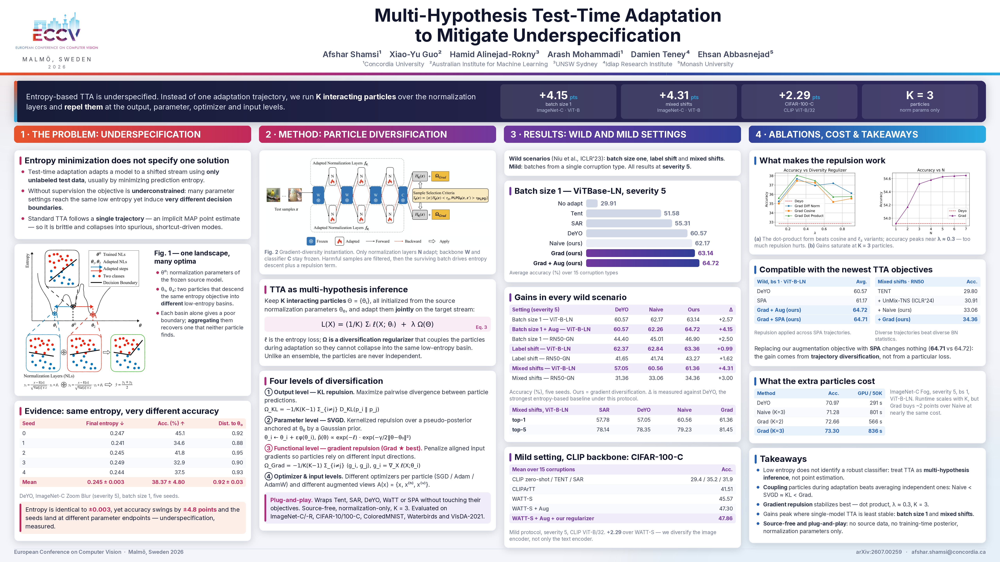 ECCV
EUROPEAN CONFERENCE ON COMPUTER VISION
MALMÖ, SWEDEN
2026
Multi-Hypothesis Test-Time Adaptation
to Mitigate Underspecification
Afshar Shamsi¹ Xiao-Yu Guo² Hamid Alinejad-Rokny³ Arash Mohammadi¹ Damien Teney⁴ Ehsan Abbasnejad⁵
¹Concordia University ²Australian Institute for Machine Learning ³UNSW Sydney ⁴Idiap Research Institute ⁵Monash University
Entropy-based TTA is underspecified. Instead of one adaptation trajectory, we run K interacting particles over the normalization
layers and repel them at the output, parameter, optimizer and input levels.
+4.15 pts
batch size 1
ImageNet-C · ViT-B
+4.31 pts
mixed shifts
ImageNet-C · ViT-B
+2.29 pts
CIFAR-100-C
CLIP ViT-B/32
K = 3
particles
norm params only
1 · THE PROBLEM: UNDERSPECIFICATION
Entropy minimization does not specify one solution
• Test-time adaptation adapts a model to a shifted stream using only
unlabeled test data, usually by minimizing prediction entropy.
• Without supervision the objective is underconstrained: many parameter
settings reach the same low entropy yet induce very different decision
boundaries.
• Standard TTA follows a single trajectory — an implicit MAP point estimate
— so it is brittle and collapses into spurious, shortcut-driven modes.
Entropy
θ⁰ Trained NLs
θ₁, θ₂ Adapted NLs
Adapted steps
Two classes
Decision Boundary
θ₁ θ⁰ θ₂ θ
Normalization Layers (NLs)
y₁ = (x − E[x]) / √(Var[x] + ϵ) · γ₁ + β₁ ⊕ y₂ = (x − E[x]) / √(Var[x] + ϵ) · γ₂ + β₂ ⇨ ŷ = (y₁ + y₂) / 2
Fig. 1 — one landscape,
many optima
• θ⁰: normalization parameters of
the frozen source model.
• θ₁, θ₂: two particles that descend
the same entropy objective into
different low-entropy basins.
• Each basin alone gives a poor
boundary; aggregating them
recovers one that neither particle
finds.
Evidence: same entropy, very different accuracy
Seed Final entropy ↓ Acc. (%) ↑ Dist. to θ₀
0 0.247 45.1 0.92
1 0.241 34.6 0.88
2 0.245 41.8 0.95
3 0.249 32.9 0.90
4 0.244 37.5 0.93
Mean 0.245 ± 0.003 38.37 ± 4.80 0.92 ± 0.03
DeYO, ImageNet-C Zoom Blur (severity 5), batch size 1, five seeds.
Entropy is identical to ±0.003, yet accuracy swings by ±4.8 points and the
seeds land at different parameter endpoints — underspecification,
measured.
2 · METHOD: PARTICLE DIVERSIFICATION
Adapted Normalization Layers f_θᵢ
N N N
H_θᵢ(x) + Ω_Grad
W W W C
Sample Selection Criteria
S_θ(x) = {x | H_θ(x) < τ_H, PLPD_θ(x, x′) > τ_PLPD}
...
Test samples x
N N N
H_θᵢ(x) + Ω_Grad
Adapted Normalization Layers f_θᵢ
Frozen Adapted Forward Backward Apply
Fig. 2 Gradient-diversity instantiation. Only normalization layers N adapt; backbone W and
classifier C stay frozen. Harmful samples are filtered, then the surviving batch drives entropy
descent plus a repulsion term.
TTA as multi-hypothesis inference
Keep K interacting particles Θ = {θᵢ}, all initialized from the source
normalization parameters θ₀, and adapt them jointly on the target stream:
L(X) = (1/K) Σᵢ ℓ(X; θᵢ) + λ Ω(Θ)
Eq. 3
ℓ is the entropy loss; Ω is a diversification regularizer that couples the particles
during adaptation so they cannot collapse into the same low-entropy basin.
Unlike an ensemble, the particles are never independent.
Four levels of diversification
① Output level — KL repulsion. Maximize pairwise divergence between particle
predictions.
Ω_KL = −1/K(K−1) Σ_{i≠j} D_KL(p_i ∥ p_j)
② Parameter level — SVGD. Kernelized repulsion over a pseudo-posterior
anchored at θ₀ by a Gaussian prior.
θ_i ← θ_i + εφ(θ_i), p̃(θ) ∝ exp(−ℓ) · exp(−γ/2‖θ−θ₀‖²)
③ Functional level — gradient repulsion (Grad ★ best). Penalize aligned input
gradients so particles rely on different input directions.
Ω_Grad = −1/K(K−1) Σ_{i≠j} ⟨g_i, g_j⟩, g_i = ∇_X ℓ(X;θ_i)
④ Optimizer & input levels. Different optimizers per particle (SGD / Adam /
AdamW) and different augmented views A(x) = {x, x⁽ʰ⁾, x⁽ᵛ⁾}.
Plug-and-play. Wraps Tent, SAR, DeYO, WaTT or SPA without touching their
objectives. Source-free, normalization-only, K = 3. Evaluated on
ImageNet-C/-R, CIFAR-10/100-C, ColoredMNIST, Waterbirds and VisDA-2021.
3 · RESULTS: WILD AND MILD SETTINGS
Wild scenarios (Niu et al., ICLR'23): batch size one, label shift and mixed shifts.
Mild: batches from a single corruption type. All results at severity 5.
Batch size 1 — ViTBase-LN, severity 5
No adapt 29.91
Tent 51.58
SAR 55.31
DeYO 60.57
Naive (ours) 62.17
Grad (ours) 63.14
Grad + Aug (ours) 64.72
Average accuracy (%) over 15 corruption types
Gains in every wild scenario
Setting (severity 5) DeYO Naive Ours Δ
Batch size 1 — ViT-B-LN 60.57 62.17 63.14 +2.57
Batch size 1 + Aug — ViT-B-LN 60.57 62.26 64.72 +4.15
Batch size 1 — RN50-GN 44.40 45.01 46.90 +2.50
Label shift — ViT-B-LN 62.37 62.84 63.36 +0.99
Label shift — RN50-GN 41.65 41.74 43.27 +1.62
Mixed shifts — ViT-B-LN 57.05 60.56 61.36 +4.31
Mixed shifts — RN50-GN 31.36 33.06 34.36 +3.00
Accuracy (%), five seeds. Ours = gradient diversification. Δ is measured against DeYO, the
strongest entropy-based baseline under this protocol.
Mixed shifts, ViT-B-LN SAR DeYO Naive Grad
top-1 57.78 57.05 60.56 61.36
top-5 78.14 78.35 79.23 81.45
Mild setting, CLIP backbone: CIFAR-100-C
Mean over 15 corruptions Acc.
CLIP zero-shot / TENT / SAR 29.4 / 35.2 / 31.9
CLIPArTT 41.51
WATT-S 45.57
WATT-S + Aug 47.30
WATT-S + Aug + our regularizer 47.86
Mild protocol, severity 5, CLIP ViT-B/32. +2.29 over WATT-S — we diversify the image
encoder, not only the text encoder.
4 · ABLATIONS, COST & TAKEAWAYS
What makes the repulsion work
Accuracy vs Diversity Regulizer
Accuracy
38
37
36
35
34
33
Deyo
Grad Diff Norm
Grad Cosine
Grad Dot Product
0.2 0.4 0.6 0.8
λ
Accuracy vs N
Accuracy
54.6
54.4
54.2
54.0
Deyo
Grad
1 2 3 4 5 6 7
N
(a) The dot-product form beats cosine and ℓ₂ variants; accuracy peaks near λ ≈ 0.3 — too
much repulsion hurts. (b) Gains saturate at K = 3 particles.
Compatible with the newest TTA objectives
Wild, bs 1 · ViT-B-LN Avg.
DeYO 60.57
SPA 61.17
Grad + Aug (ours) 64.72
Grad + SPA (ours) 64.71
Repulsion applied across SPA trajectories.
Mixed shifts · RN50 Acc.
TENT 29.80
+ UnMix-TNS (ICLR'24) 30.91
+ Naive (ours) 33.06
+ Grad (ours) 34.36
Diverse trajectories beat diverse BN
statistics.
Replacing our augmentation objective with SPA changes nothing (64.71 vs 64.72):
the gain comes from trajectory diversification, not from a particular loss.
What the extra particles cost
Method Acc. GPU / 50K
DeYO 70.97 291 s
Naive (K=3) 71.28 801 s
Grad (K=2) 72.66 566 s
Grad (K=3) 73.30 836 s
ImageNet-C Fog, severity 5, bs 1,
ViT-B-LN. Runtime scales with K, but
Grad buys ~2 points over Naive at
nearly the same cost.
Takeaways
• Low entropy does not identify a robust classifier: treat TTA as multi-hypothesis
inference, not point estimation.
• Coupling particles during adaptation beats averaging independent ones: Naive <
SVGD ≈ KL < Grad.
• Gradient repulsion stabilizes best — dot product, λ ≈ 0.3, K = 3.
• Gains peak where single-model TTA is least stable: batch size 1 and mixed shifts.
• Source-free and plug-and-play: no source data, no training-time posterior,
normalization parameters only.
European Conference on Computer Vision · Malmö, Sweden 2026
arXiv:2607.00259 · afshar.shamsi@concordia.ca